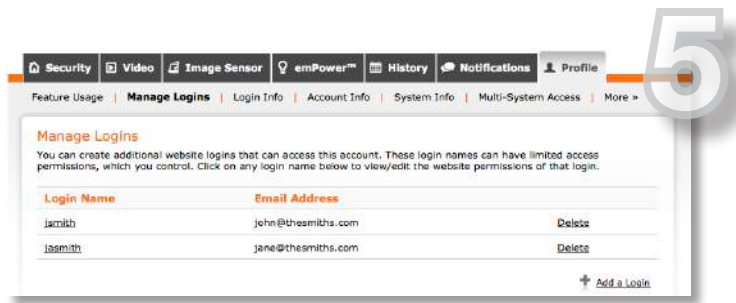 5
Security Video Image Sensor emPower™ History Notifications Profile
Feature Usage | Manage Logins | Login Info | Account Info | System Info | Multi-System Access | More »
Manage Logins
You can create additional website logins that can access this account. These login names can have limited access
permissions, which you control. Click on any login name below to view/edit the website permissions of that login.
Login Name Email Address
jsmith john@thesmiths.com Delete
jasmith jane@thesmiths.com Delete
Add a Login